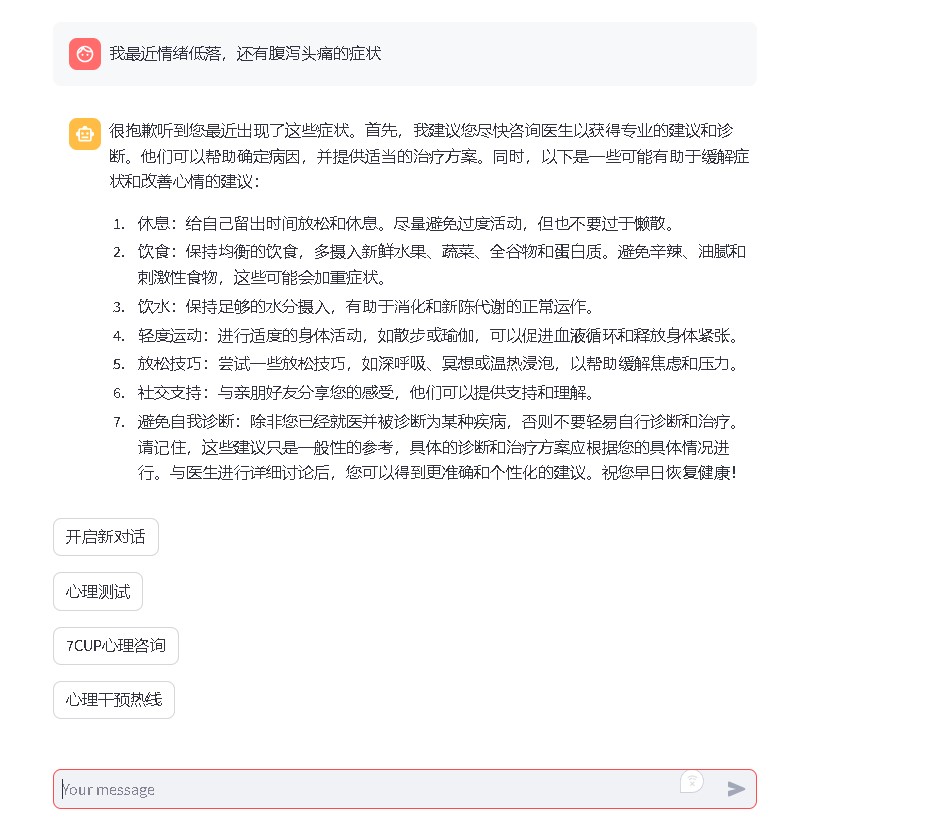 我最近情绪低落，还有腹泻头痛的症状
很抱歉听到您最近出现了这些症状。首先，我建议您尽快咨询医生以获得专业的建议和诊
断。他们可以帮助确定病因，并提供适当的治疗方案。同时，以下是一些可能有助于缓解症
状和改善心情的建议：
1. 休息：给自己留出时间放松和休息。尽量避免过度活动，但也不要过于懒散。
2. 饮食：保持均衡的饮食，多摄入新鲜水果、蔬菜、全谷物和蛋白质。避免辛辣、油腻和
刺激性食物，这些可能会加重症状。
3. 饮水：保持足够的水分摄入，有助于消化和新陈代谢的正常运作。
4. 轻度运动：进行适度的身体活动，如散步或瑜伽，可以促进血液循环和释放身体紧张。
5. 放松技巧：尝试一些放松技巧，如深呼吸、冥想或温热浸泡，以帮助缓解焦虑和压力。
6. 社交支持：与亲朋好友分享您的感受，他们可以提供支持和理解。
7. 避免自我诊断：除非您已经就医并被诊断为某种疾病，否则不要轻易自行诊断和治疗。
请记住，这些建议只是一般性的参考，具体的诊断和治疗方案应根据您的具体情况进
行。与医生进行详细讨论后，您可以得到更准确和个性化的建议。祝您早日恢复健康！
开启新对话
心理测试
7CUP心理咨询
心理干预热线
Your message